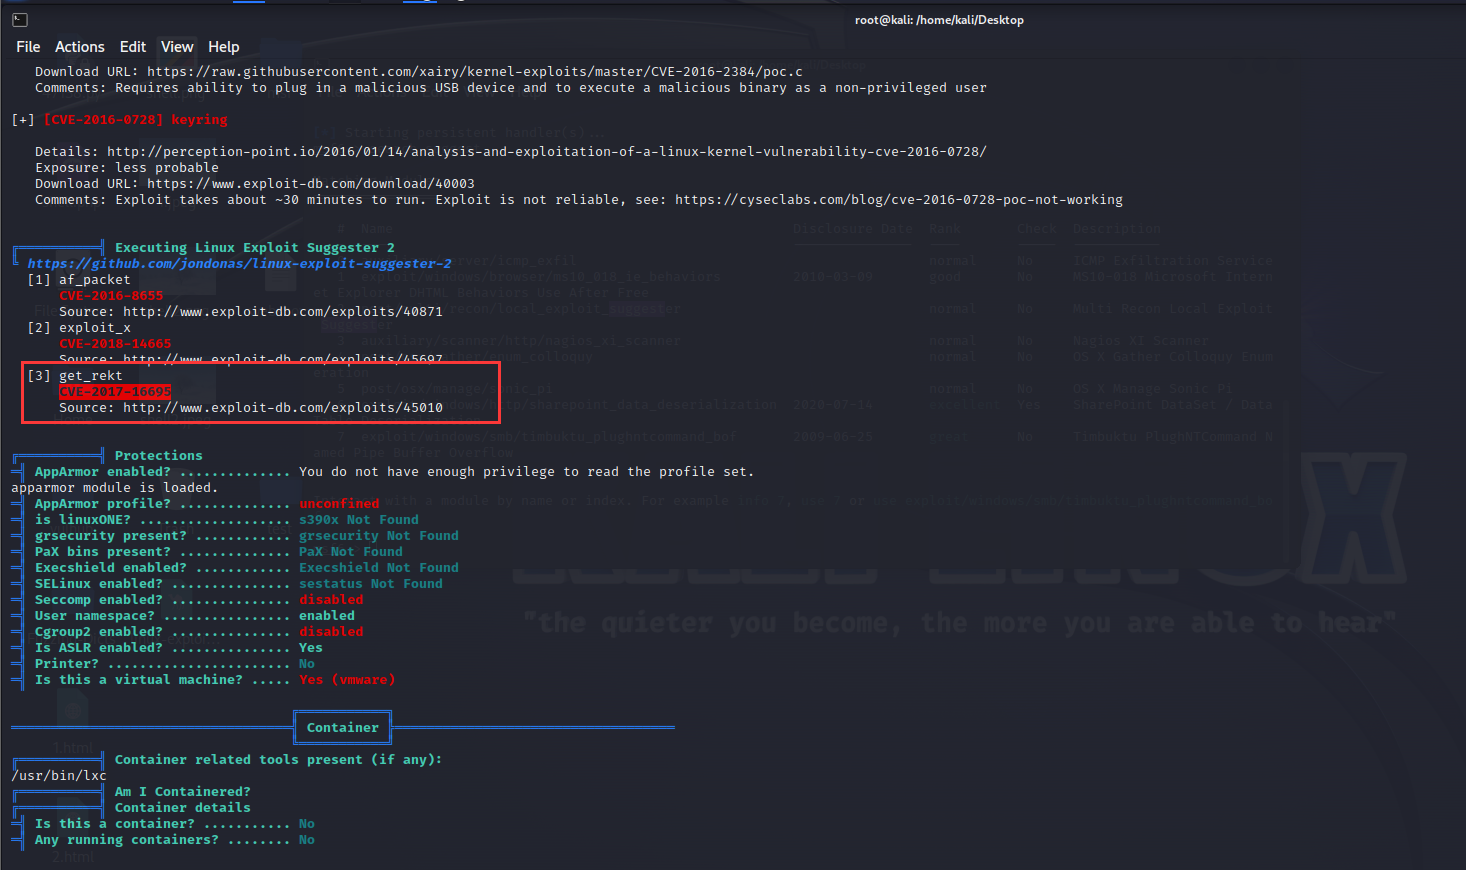 root@kali: /home/kali/Desktop
File Actions Edit View Help
Download URL: https://raw.githubusercontent.com/xairy/kernel-exploits/master/CVE-2016-2384/poc.c
Comments: Requires ability to plug in a malicious USB device and to execute a malicious binary as a non-privileged user
[+] [CVE-2016-0728] keyring
Details: http://perception-point.io/2016/01/14/analysis-and-exploitation-of-a-linux-kernel-vulnerability-cve-2016-0728/
Exposure: less probable
Download URL: https://www.exploit-db.com/download/40003
Comments: Exploit takes about ~30 minutes to run. Exploit is not reliable, see: https://cyseclabs.com/blog/cve-2016-0728-poc-not-working
Executing Linux Exploit Suggester 2
https://github.com/jondonas/linux-exploit-suggester-2
[1] af_packet
CVE-2016-8655
Source: http://www.exploit-db.com/exploits/40871
[2] exploit_x
CVE-2018-14665
Source: http://www.exploit-db.com/exploits/45697
[3] get_rekt
CVE-2017-16695
Source: http://www.exploit-db.com/exploits/45010
Protections
AppArmor enabled? .............. You do not have enough privilege to read the profile set.
apparmor module is loaded.
AppArmor profile? .............. unconfined
is linuxONE? ................... s390x Not Found
grsecurity present? ............ grsecurity Not Found
PaX bins present? .............. PaX Not Found
Execshield enabled? ............ Execshield Not Found
SELinux enabled? ............... sestatus Not Found
Seccomp enabled? ............... disabled
User namespace? ................ enabled
Cgroup2 enabled? ............... disabled
Is ASLR enabled? ............... Yes
Printer? ....................... No
Is this a virtual machine? ..... Yes (vmware)
"the quieter you become, the more you are able to hear"
Container
Container related tools present (if any):
/usr/bin/lxc
Am I Containered?
Container details
Is this a container? ........... No
Any running containers? ........ No
1.html
2.html